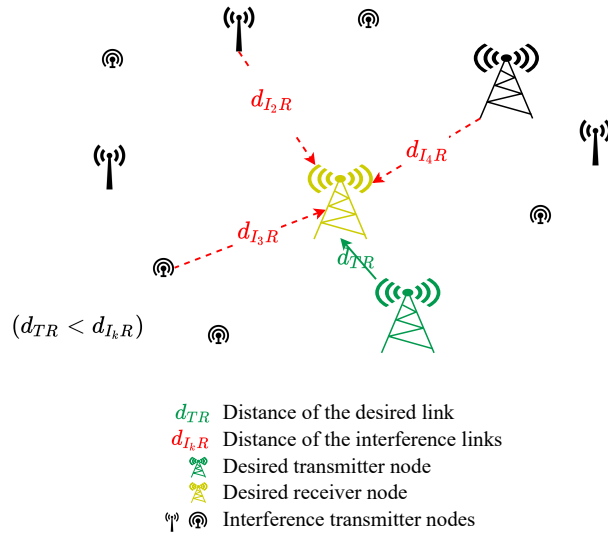 d_{I_2R}
d_{I_4R}
d_{I_3R}
d_{TR}
(d_{TR} < d_{I_kR})
d_{TR} Distance of the desired link
d_{I_kR} Distance of the interference links
Desired transmitter node
Desired receiver node
Interference transmitter nodes